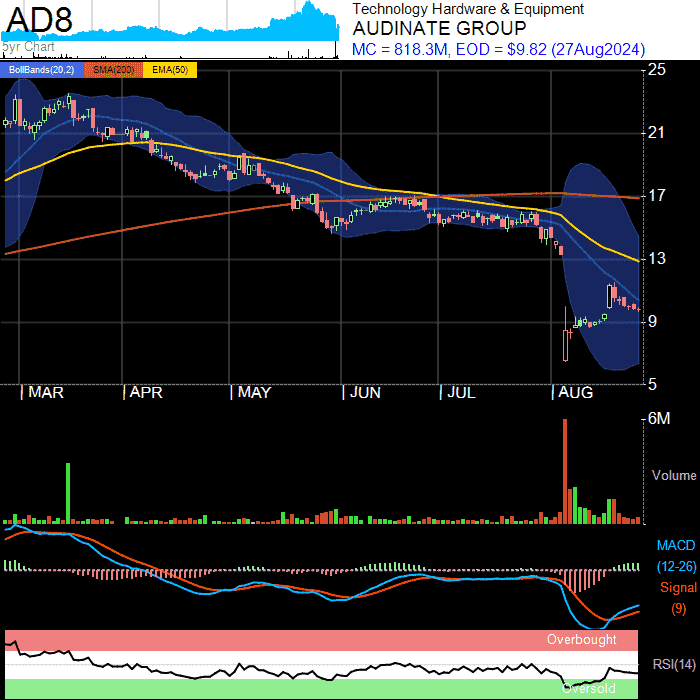 AD8
5yr Chart
Technology Hardware & Equipment
AUDINATE GROUP
MC = 818.3M, EOD = $9.82 (27Aug2024)
BollBands(20,2) SMA(200) EMA(50)
25
21
17
13
9
5
MAR APR MAY JUN JUL AUG
6M
Volume
MACD
(12-26)
Signal
(9)
Overbought
RSI(14)
Oversold